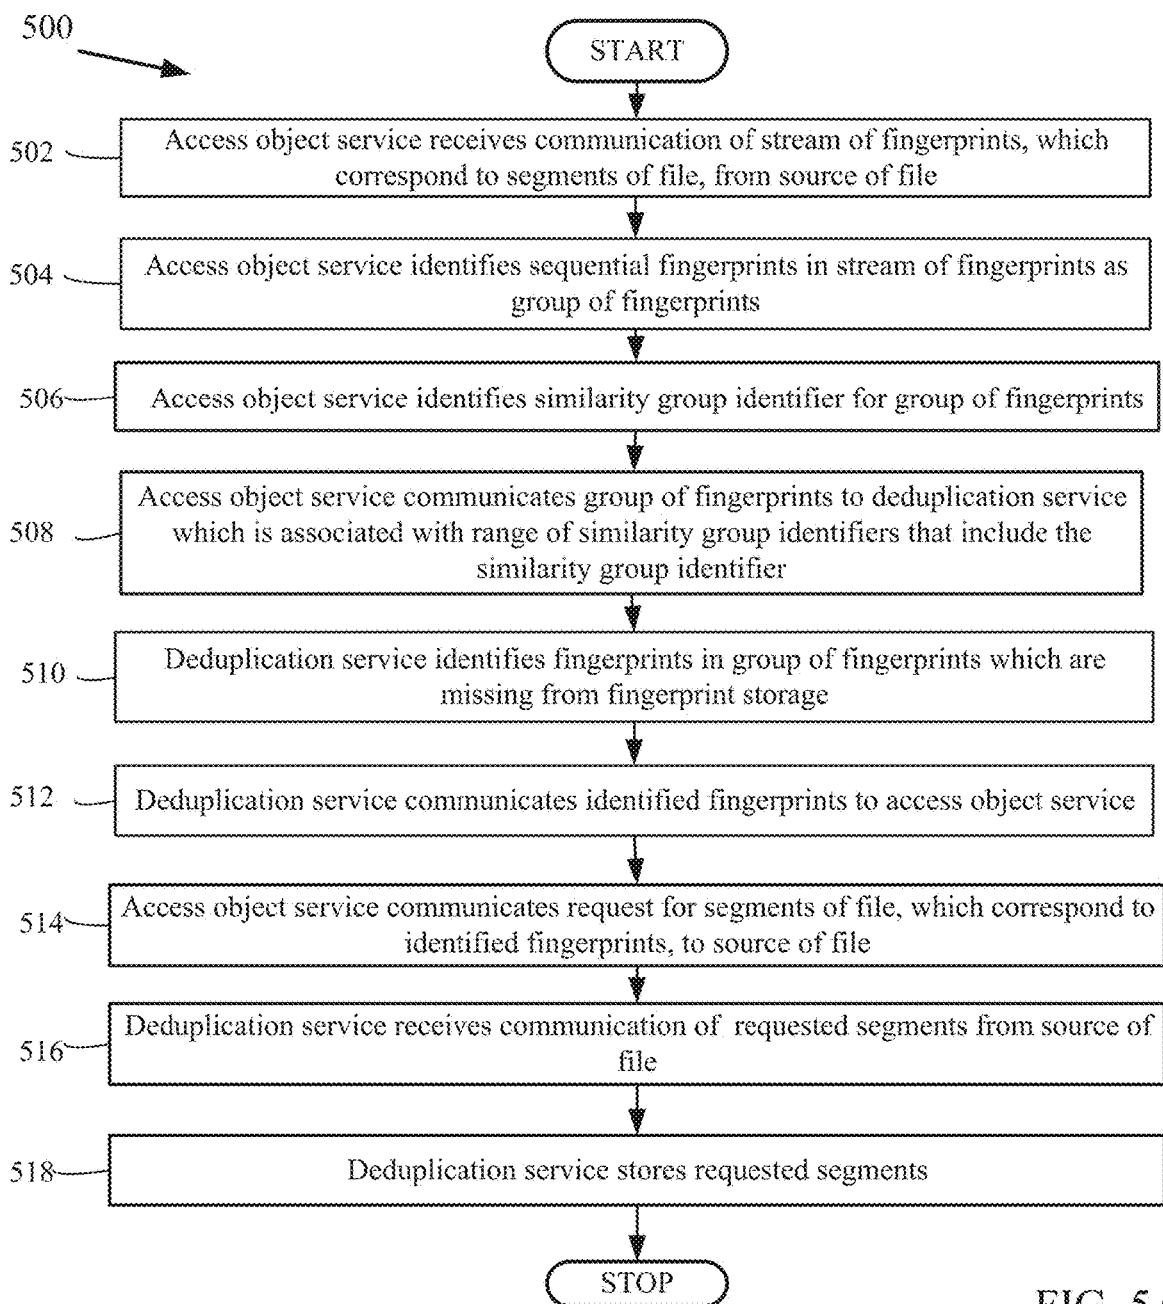 500
START
502
Access object service receives communication of stream of fingerprints, which
correspond to segments of file, from source of file
504
Access object service identifies sequential fingerprints in stream of fingerprints as
group of fingerprints
506
Access object service identifies similarity group identifier for group of fingerprints
508
Access object service communicates group of fingerprints to deduplication service
which is associated with range of similarity group identifiers that include the
similarity group identifier
510
Deduplication service identifies fingerprints in group of fingerprints which are
missing from fingerprint storage
512
Deduplication service communicates identified fingerprints to access object service
514
Access object service communicates request for segments of file, which correspond to
identified fingerprints, to source of file
516
Deduplication service receives communication of requested segments from source of
file
518
Deduplication service stores requested segments
STOP
FIG. 5